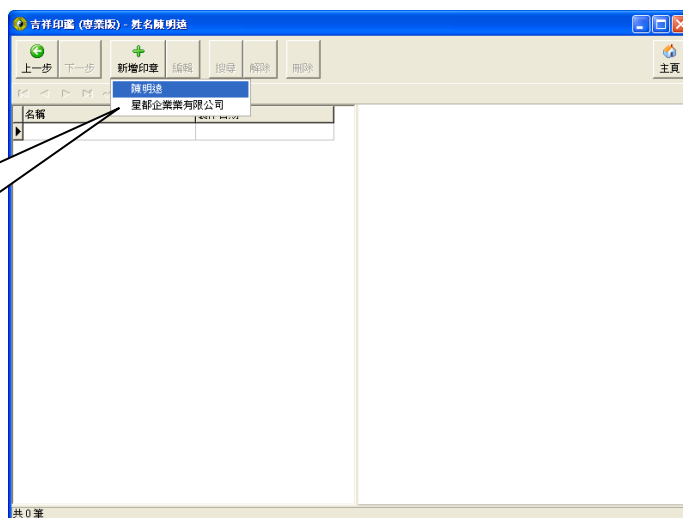 吉祥印鑑 (專業版) - 姓名陳明遠
上一步 下一步 新增印章 編輯 搜尋 解除 刪除 主頁
陳明遠
星都企業業有限公司
名稱
共0筆